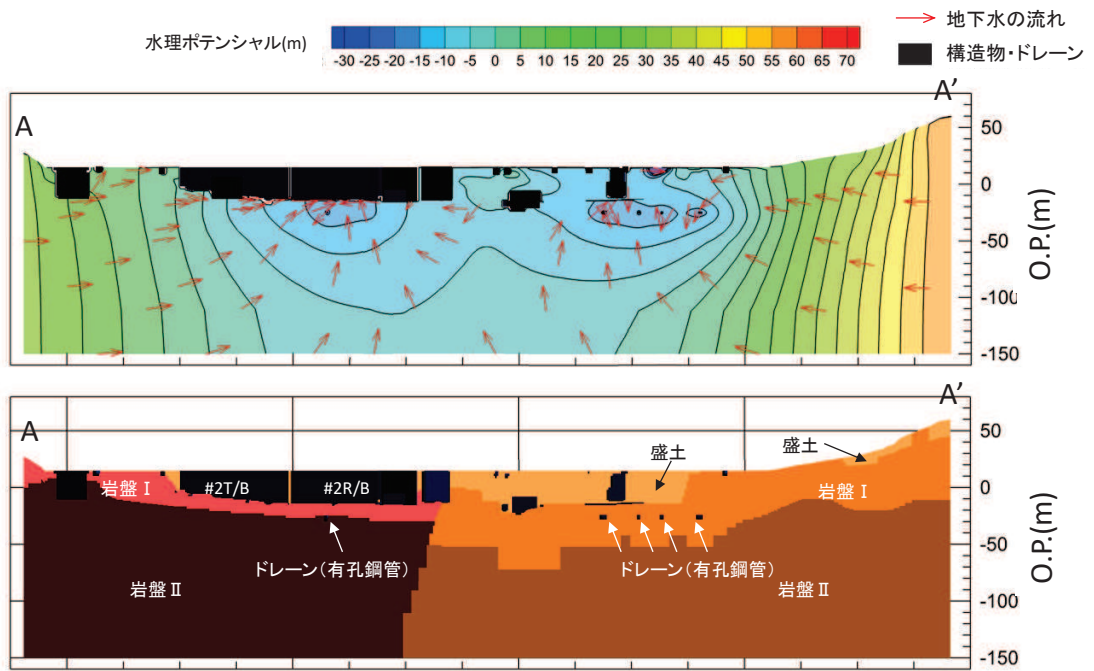 水理ポテンシャル(m)
-30 -25 -20 -15 -10 -5 0 5 10 15 20 25 30 35 40 45 50 55 60 65 70
地下水の流れ
構造物・ドレーン
A
A’
50
0
-50
-100
-150
O.P.(m)
A
A’
盛土
盛土
岩盤Ⅰ
#2T/B
#2R/B
岩盤Ⅰ
ドレーン(有孔鋼管)
ドレーン(有孔鋼管)
岩盤Ⅱ
岩盤Ⅱ
50
0
-50
-100
-150
O.P.(m)